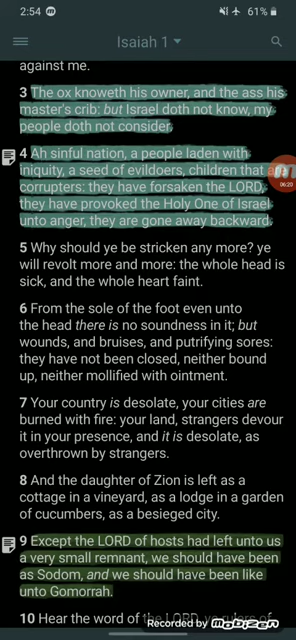 2:54 61%
Isaiah 1
against me.
3 The ox knoweth his owner, and the ass his
master's crib: but Israel doth not know, my
people doth not consider.
4 Ah sinful nation, a people laden with
iniquity, a seed of evildoers, children that a
corrupters: they have forsaken the LORD,
06:20
they have provoked the Holy One of Israel
unto anger, they are gone away backward.
5 Why should ye be stricken any more? ye
will revolt more and more: the whole head is
sick, and the whole heart faint.
6 From the sole of the foot even unto
the head there is no soundness in it; but
wounds, and bruises, and putrifying sores:
they have not been closed, neither bound
up, neither mollified with ointment.
7 Your country is desolate, your cities are
burned with fire: your land, strangers devour
it in your presence, and it is desolate, as
overthrown by strangers.
8 And the daughter of Zion is left as a
cottage in a vineyard, as a lodge in a garden
of cucumbers, as a besieged city.
9 Except the LORD of hosts had left unto us
a very small remnant, we should have been
as Sodom, and we should have been like
unto Gomorrah.
10 Hear the word of the LORD, ye rulers of
Recorded by mobizen